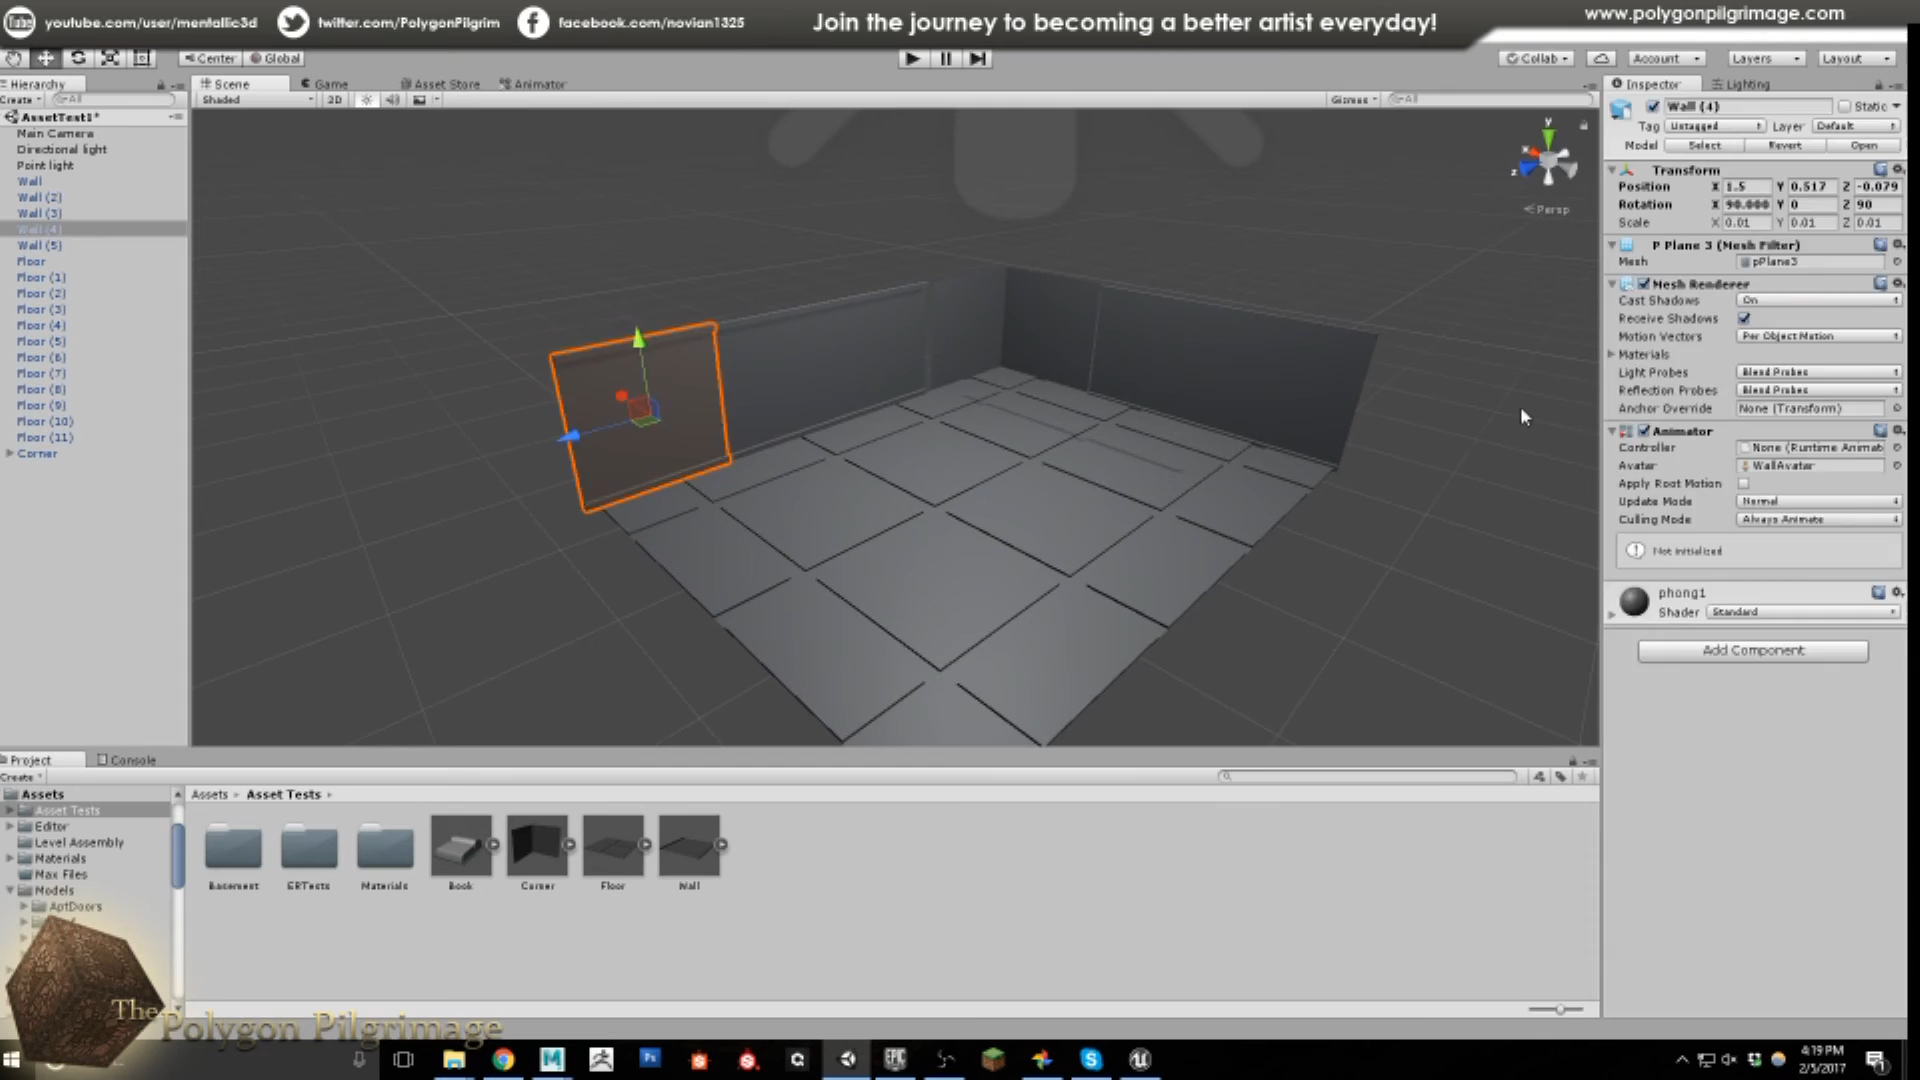 youtube.com/user/mentallic3d twitter.com/PolygonPilgrim facebook.com/novian1325 Join the journey to becoming a better artist everyday! www.polygonpilgrimage.com
Center Global Collab Account Layers Layout
Hierarchy
Create All
AssetTest1*
Main Camera
Directional light
Point light
Wall
Wall (2)
Wall (3)
Wall (4)
Wall (5)
Floor
Floor (1)
Floor (2)
Floor (3)
Floor (4)
Floor (5)
Floor (6)
Floor (7)
Floor (8)
Floor (9)
Floor (10)
Floor (11)
Corner
Scene Game Asset Store Animator
Shaded 2D Gizmos All
y
x
z
Persp
Inspector Lighting
Wall (4) Static
Tag Untagged Layer Default
Model Select Revert Open
Transform
Position X 1.5 Y 0.517 Z -0.079
Rotation X 90.000 Y 0 Z 90
Scale X 0.01 Y 0.01 Z 0.01
P Plane 3 (Mesh Filter)
Mesh pPlane3
Mesh Renderer
Cast Shadows On
Receive Shadows
Motion Vectors Per Object Motion
Materials
Light Probes Blend Probes
Reflection Probes Blend Probes
Anchor Override None (Transform)
Animator
Controller None (Runtime Animat
Avatar WallAvatar
Apply Root Motion
Update Mode Normal
Culling Mode Always Animate
Not initialized
phong1
Shader Standard
Add Component
Project Console
Create
Assets
Asset Tests
Editor
Level Assembly
Materials
Max Files
Models
AptDoors
Assets Asset Tests
Basement ERTests Materials Book Corner Floor Wall
The Polygon Pilgrimage
4:19 PM
2/5/2017